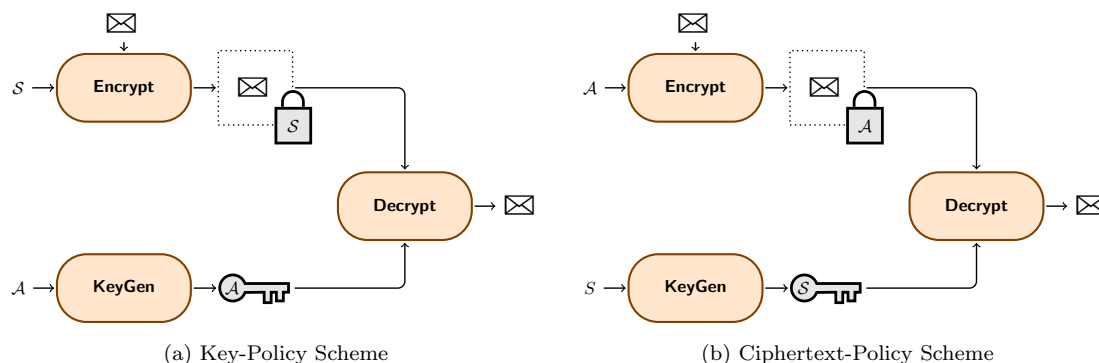 𝒮
Encrypt
𝒮
Decrypt
𝒜
KeyGen
𝒜
(a) Key-Policy Scheme
𝒜
Encrypt
𝒜
Decrypt
S
KeyGen
𝒮
(b) Ciphertext-Policy Scheme